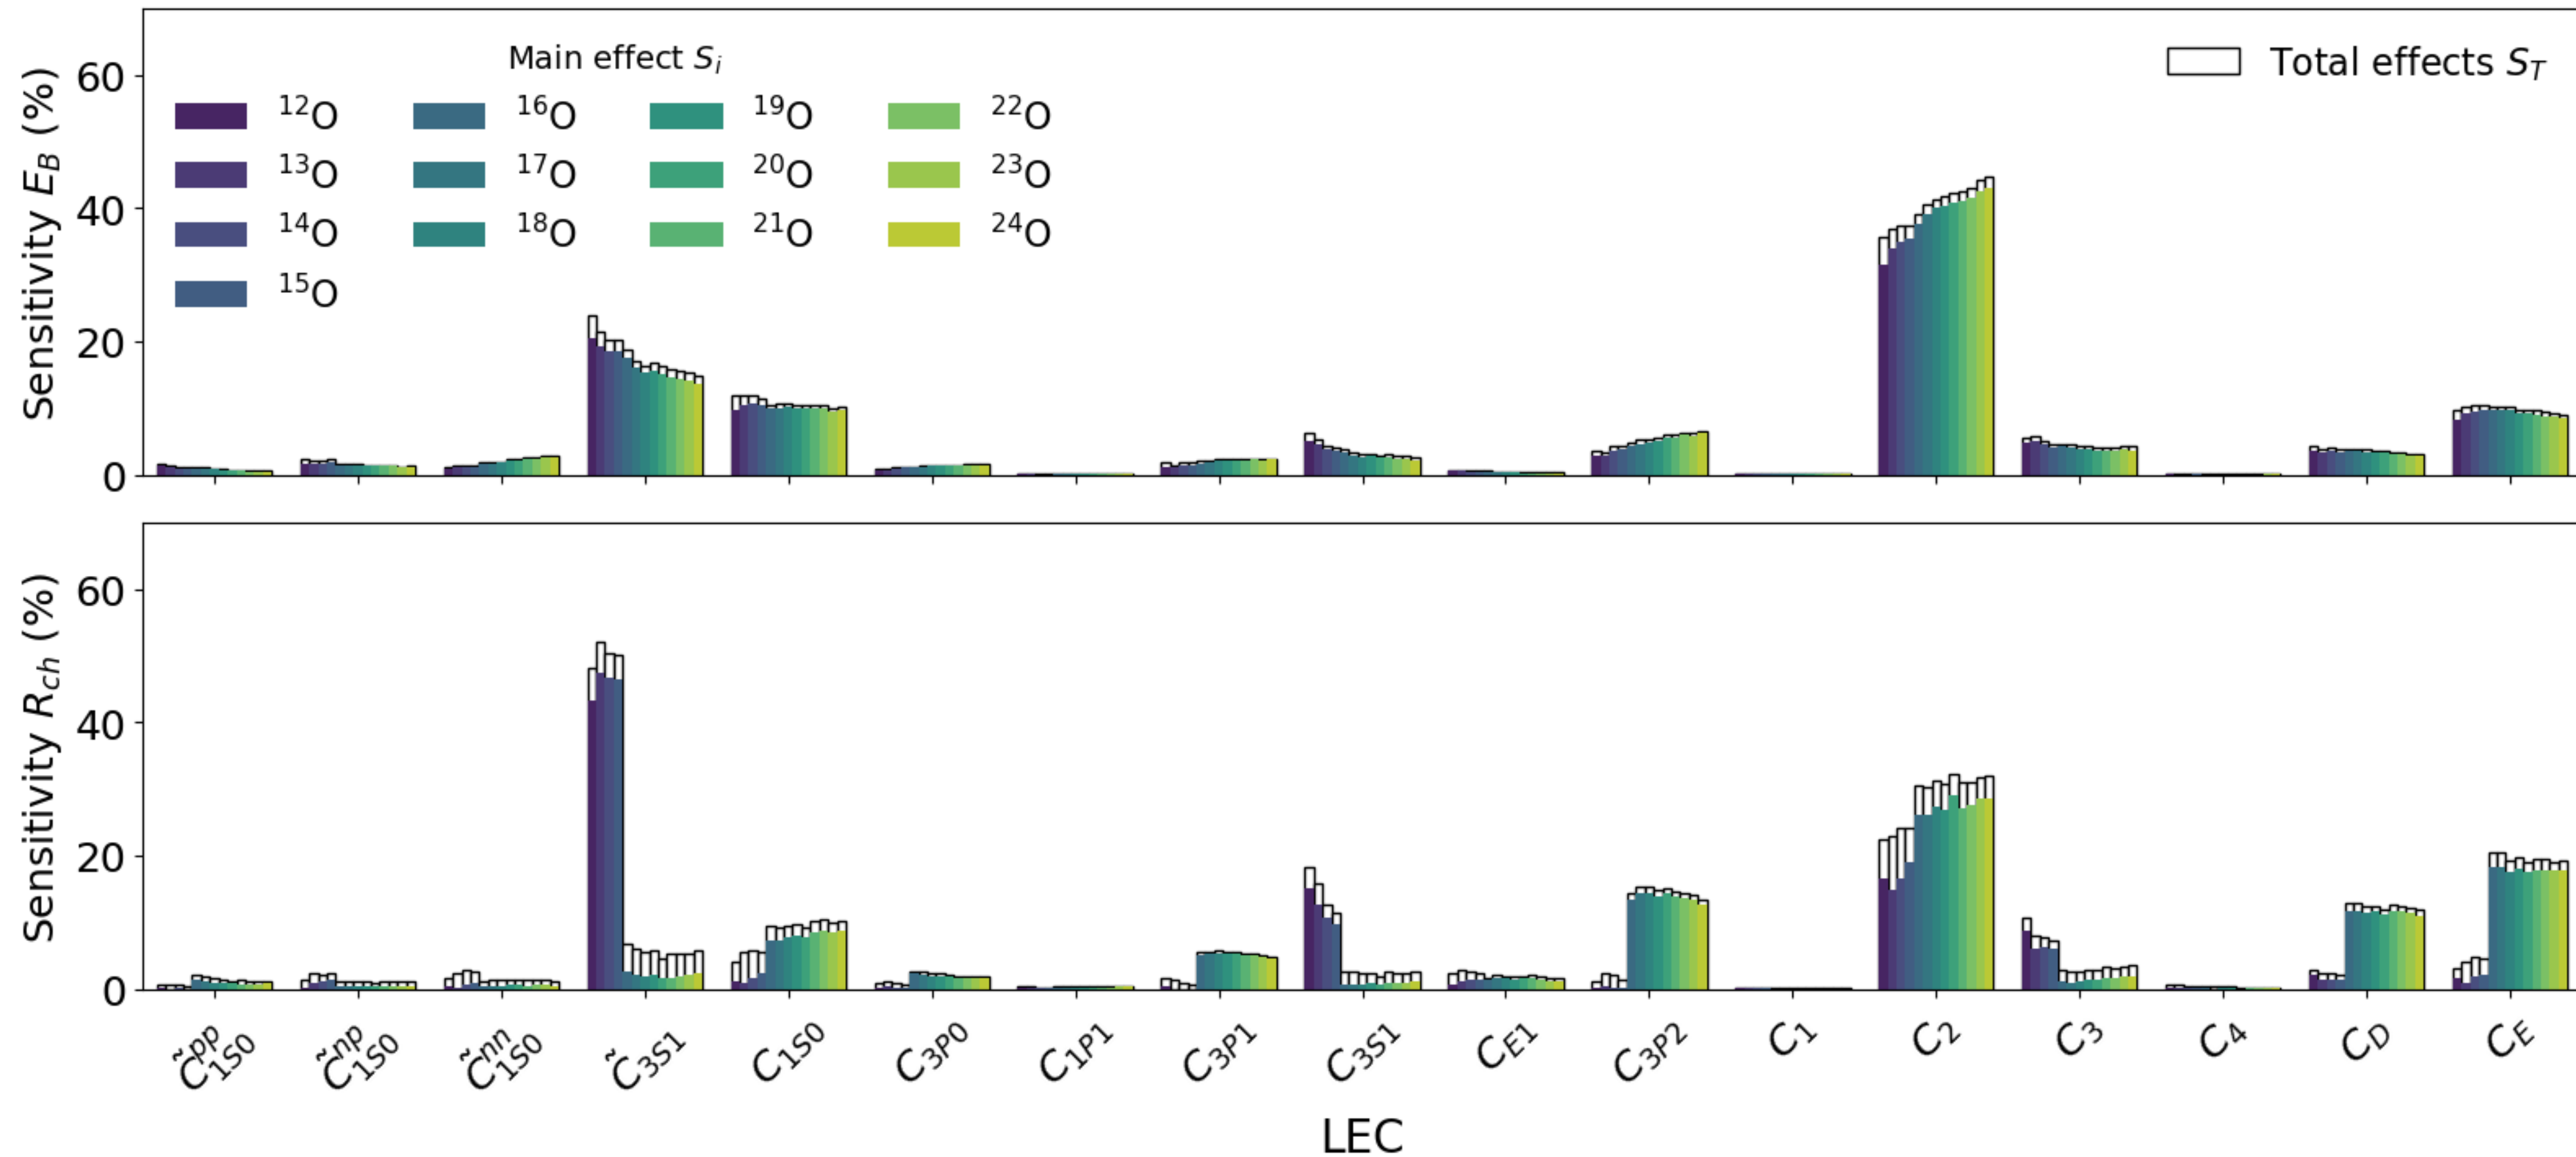 Sensitivity E_B (%)
60
40
20
0
Main effect S_i
^12O ^16O ^19O ^22O
^13O ^17O ^20O ^23O
^14O ^18O ^21O ^24O
^15O
Total effects S_T
Sensitivity R_ch (%)
60
40
20
0
C̃^pp_1S0 C̃^np_1S0 C̃^nn_1S0 C̃_3S1 C_1S0 C_3P0 C_1P1 C_3P1 C_3S1 C_E1 C_3P2 C_1 C_2 C_3 C_4 C_D C_E
LEC